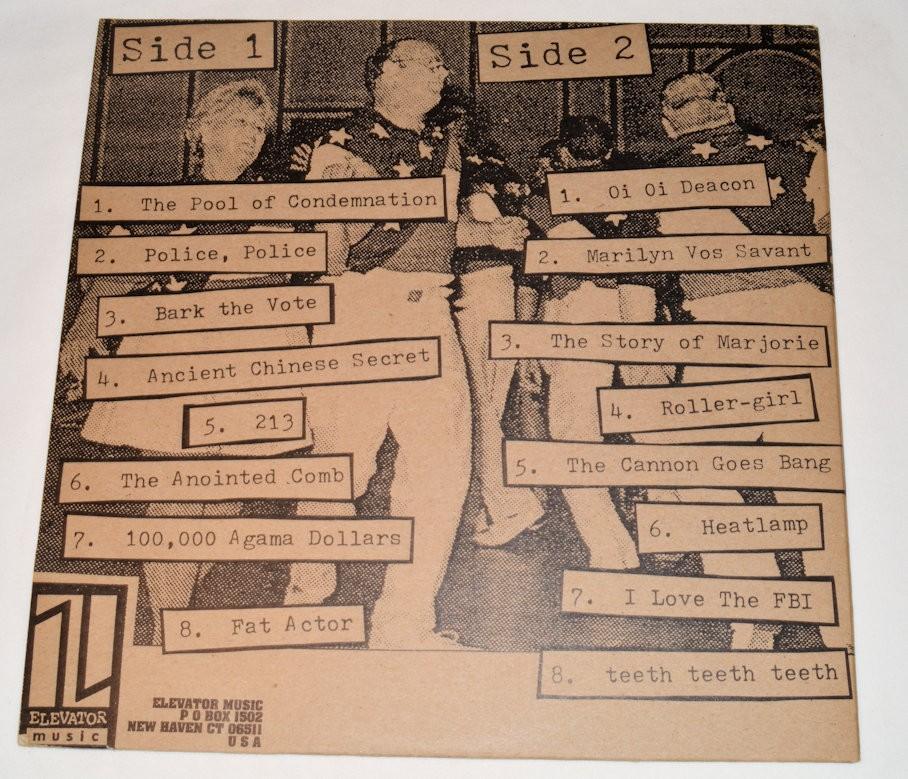 Side 1
1. The Pool of Condemnation
2. Police, Police
3. Bark the Vote
4. Ancient Chinese Secret
5. 213
6. The Anointed Comb
7. 100,000 Agama Dollars
8. Fat Actor
Side 2
1. Oi Oi Deacon
2. Marilyn Vos Savant
3. The Story of Marjorie
4. Roller-girl
5. The Cannon Goes Bang
6. Heatlamp
7. I Love The FBI
8. teeth teeth teeth
ELEVATOR
music
ELEVATOR MUSIC
P O BOX 1502
NEW HAVEN CT 06511
U S A